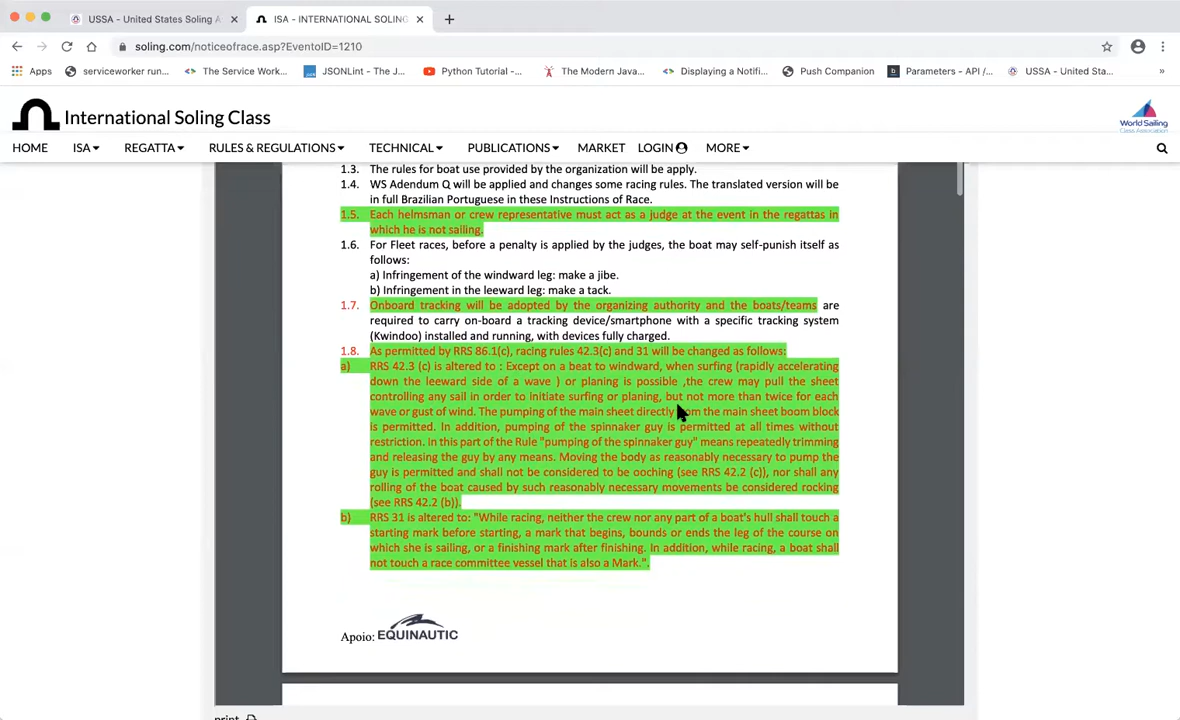 USSA - United States Soling A
ISA - INTERNATIONAL SOLING
soling.com/noticeofrace.asp?EventoID=1210
Apps
serviceworker run...
The Service Work...
JSONLint - The J...
Python Tutorial -...
The Modern Java...
Displaying a Notifi...
Push Companion
Parameters - API /...
USSA - United Sta...
»
International Soling Class
World Sailing
Class Association
HOME
ISA
REGATTA
RULES & REGULATIONS
TECHNICAL
PUBLICATIONS
MARKET
LOGIN
MORE
1.3. The rules for boat use provided by the organization will be apply.
1.4. WS Adendum Q will be applied and changes some racing rules. The translated version will be
in full Brazilian Portuguese in these Instructions of Race.
1.5. Each helmsman or crew representative must act as a judge at the event in the regattas in
which he is not sailing.
1.6. For Fleet races, before a penalty is applied by the judges, the boat may self-punish itself as
follows:
a) Infringement of the windward leg: make a jibe.
b) Infringement in the leeward leg: make a tack.
1.7. Onboard tracking will be adopted by the organizing authority and the boats/teams are
required to carry on-board a tracking device/smartphone with a specific tracking system
(Kwindoo) installed and running, with devices fully charged.
1.8. As permitted by RRS 86.1(c), racing rules 42.3(c) and 31 will be changed as follows:
a) RRS 42.3 (c) is altered to : Except on a beat to windward, when surfing (rapidly accelerating
down the leeward side of a wave ) or planing is possible ,the crew may pull the sheet
controlling any sail in order to initiate surfing or planing, but not more than twice for each
wave or gust of wind. The pumping of the main sheet directly from the main sheet boom block
is permitted. In addition, pumping of the spinnaker guy is permitted at all times without
restriction. In this part of the Rule "pumping of the spinnaker guy" means repeatedly trimming
and releasing the guy by any means. Moving the body as reasonably necessary to pump the
guy is permitted and shall not be considered to be ooching (see RRS 42.2 (c)), nor shall any
rolling of the boat caused by such reasonably necessary movements be considered rocking
(see RRS 42.2 (b)).
b) RRS 31 is altered to: "While racing, neither the crew nor any part of a boat's hull shall touch a
starting mark before starting, a mark that begins, bounds or ends the leg of the course on
which she is sailing, or a finishing mark after finishing. In addition, while racing, a boat shall
not touch a race committee vessel that is also a Mark.".
Apoio: EQUINAUTIC
print